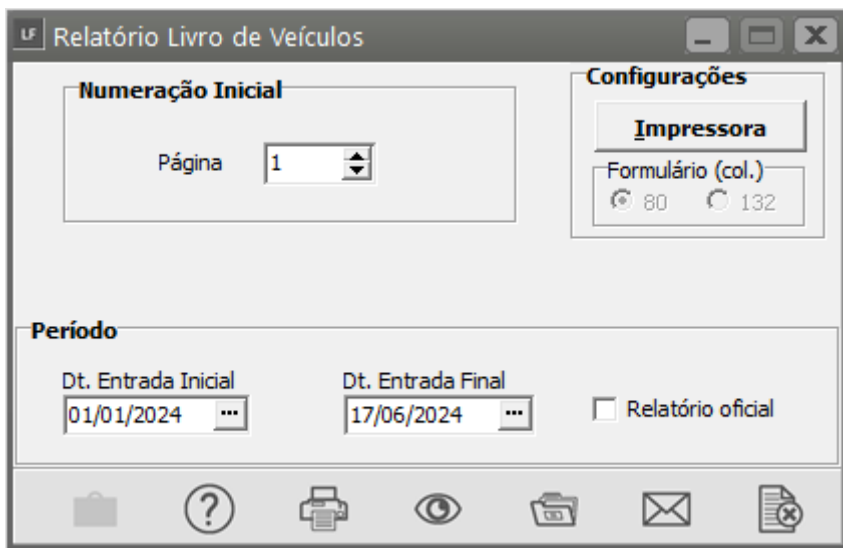 LF Relatório Livro de Veículos
Numeração Inicial
Página 1
Configurações
Impressora
Formulário (col.)
80 132
Período
Dt. Entrada Inicial Dt. Entrada Final
01/01/2024 ... 17/06/2024 ... Relatório oficial
?